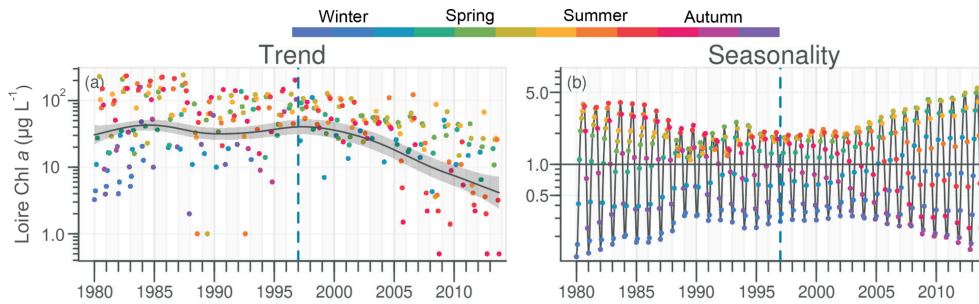 Winter Spring Summer Autumn
Trend Seasonality
Loire Chl a (µg L⁻¹)
(a)
10²
10
1.0
1980 1985 1990 1995 2000 2005 2010
(b)
5.0
1.0
0.5
1980 1985 1990 1995 2000 2005 2010